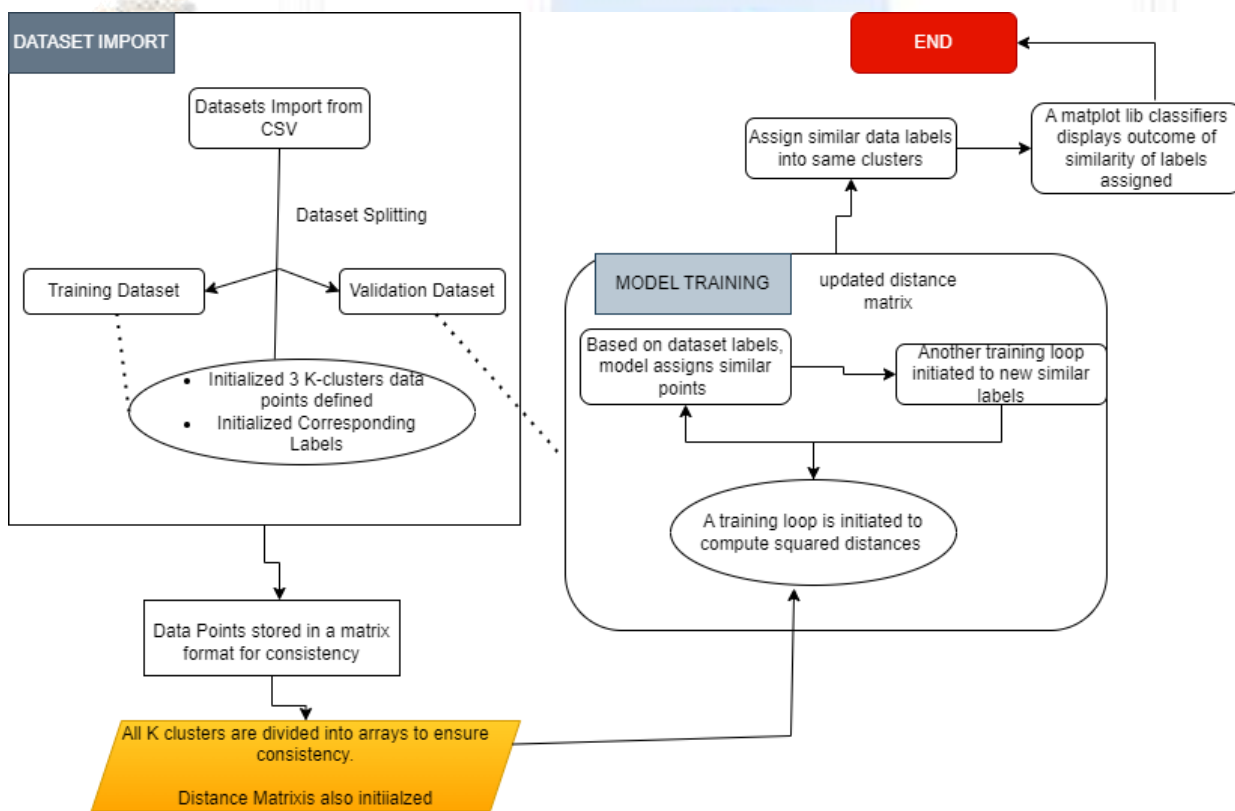 DATASET IMPORT
Datasets Import from
CSV
Dataset Splitting
Training Dataset
Validation Dataset
• Initialized 3 K-clusters data
points defined
• Initialized Corresponding
Labels
Data Points stored in a matrix
format for consistency
All K clusters are divided into arrays to ensure
consistency.
Distance Matrixis also initiialzed
MODEL TRAINING
updated distance
matrix
Based on dataset labels,
model assigns similar
points
Another training loop
initiated to new similar
labels
A training loop is initiated to
compute squared distances
Assign similar data labels
into same clusters
A matplot lib classifiers
displays outcome of
similarity of labels
assigned
END